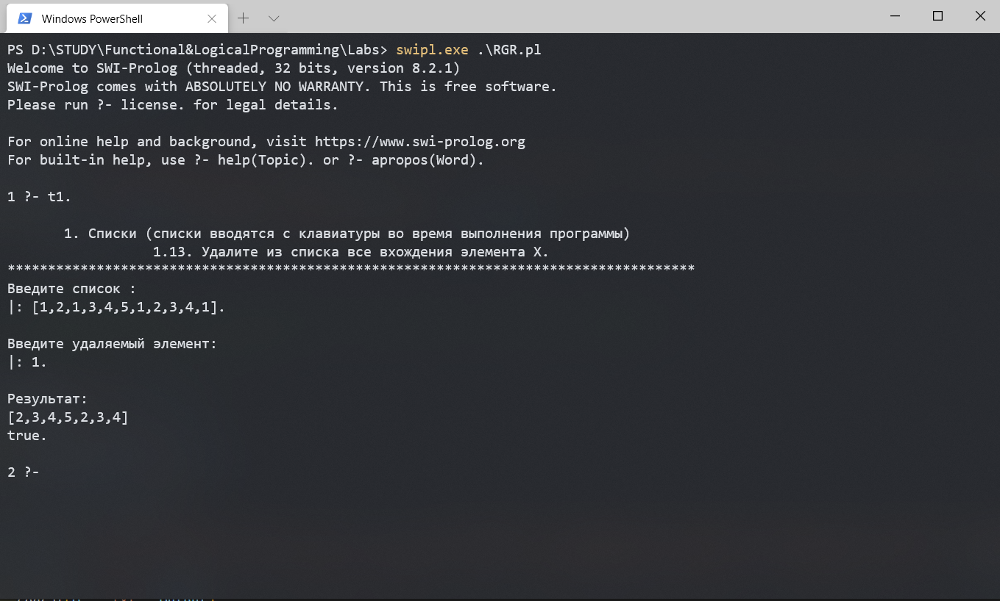 Windows PowerShell
PS D:\STUDY\Functional&LogicalProgramming\Labs> swipl.exe .\RGR.pl
Welcome to SWI-Prolog (threaded, 32 bits, version 8.2.1)
SWI-Prolog comes with ABSOLUTELY NO WARRANTY. This is free software.
Please run ?- license. for legal details.
For online help and background, visit https://www.swi-prolog.org
For built-in help, use ?- help(Topic). or ?- apropos(Word).
1 ?- t1.
1. Списки (списки вводятся с клавиатуры во время выполнения программы)
1.13. Удалите из списка все вхождения элемента X.
*************************************************************************************
Введите список :
|: [1,2,1,3,4,5,1,2,3,4,1].
Введите удаляемый элемент:
|: 1.
Результат:
[2,3,4,5,2,3,4]
true.
2 ?-